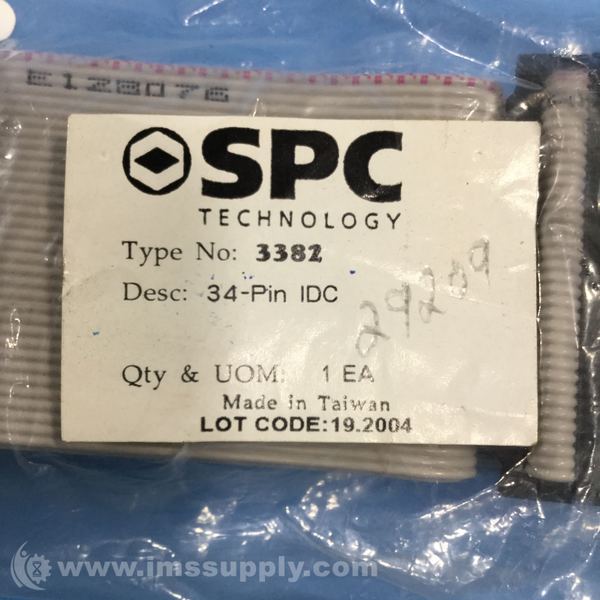 E128076
SPC
TECHNOLOGY
Type No: 3382
Desc: 34-Pin IDC
29209
Qty & UOM: 1 EA
Made in Taiwan
LOT CODE:19.2004
www.imssupply.com